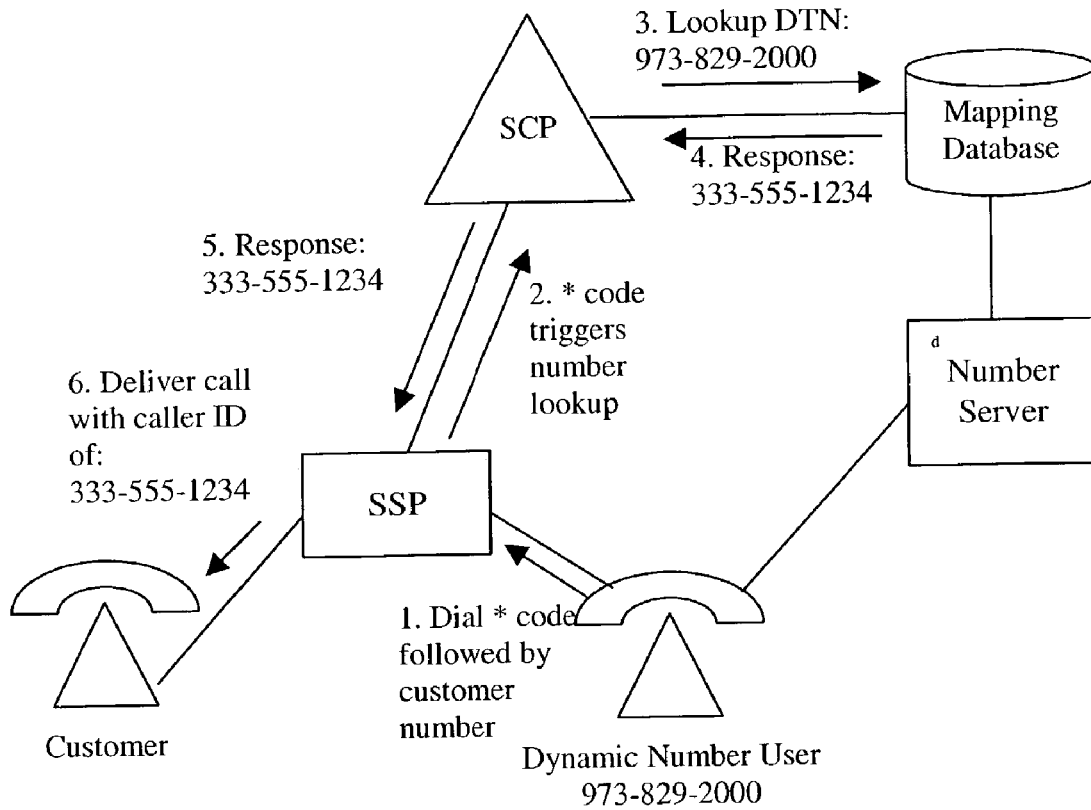 3. Lookup DTN:
973-829-2000
SCP
Mapping
Database
4. Response:
333-555-1234
5. Response:
333-555-1234
2. * code
triggers
number
lookup
d
Number
Server
6. Deliver call
with caller ID
of:
333-555-1234
SSP
1. Dial * code
followed by
customer
number
Customer
Dynamic Number User
973-829-2000